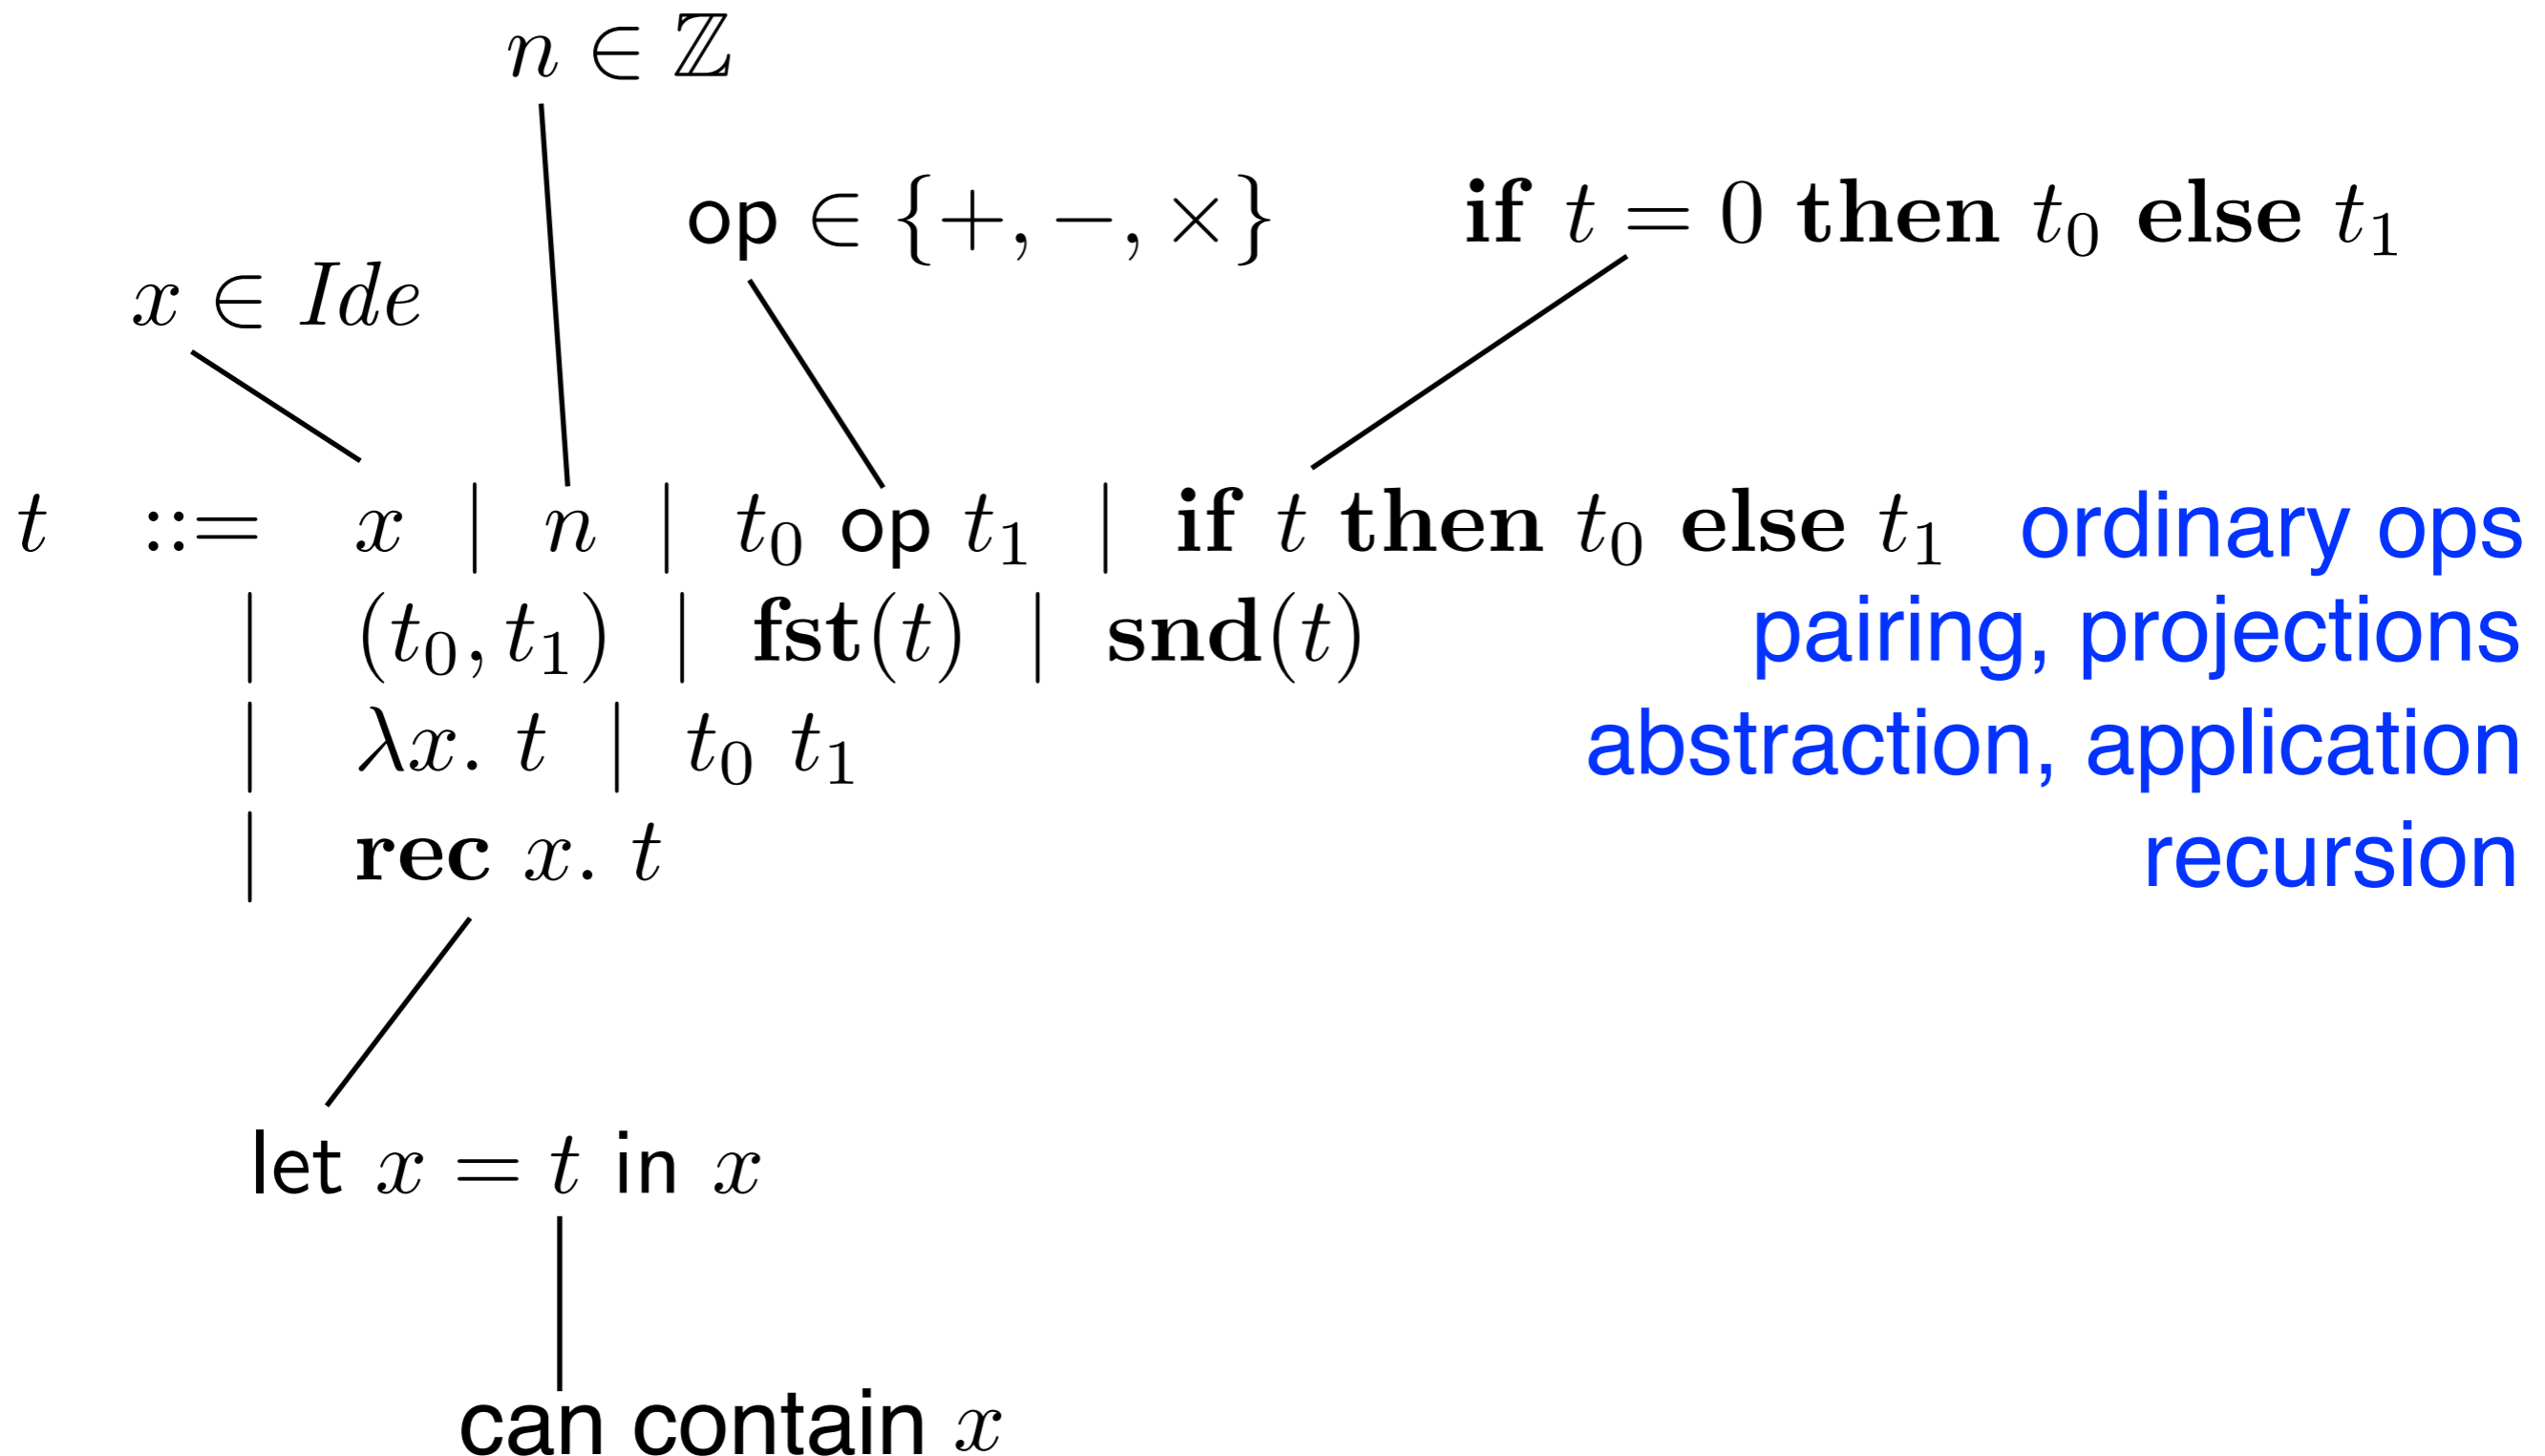 n ∈ ℤ
op ∈ {+, −, ×}
if t = 0 then t₀ else t₁
x ∈ Ide
t ::= x | n | t₀ op t₁ | if t then t₀ else t₁ ordinary ops
| (t₀, t₁) | fst(t) | snd(t) pairing, projections
| λx. t | t₀ t₁ abstraction, application
| rec x. t recursion
let x = t in x
can contain x